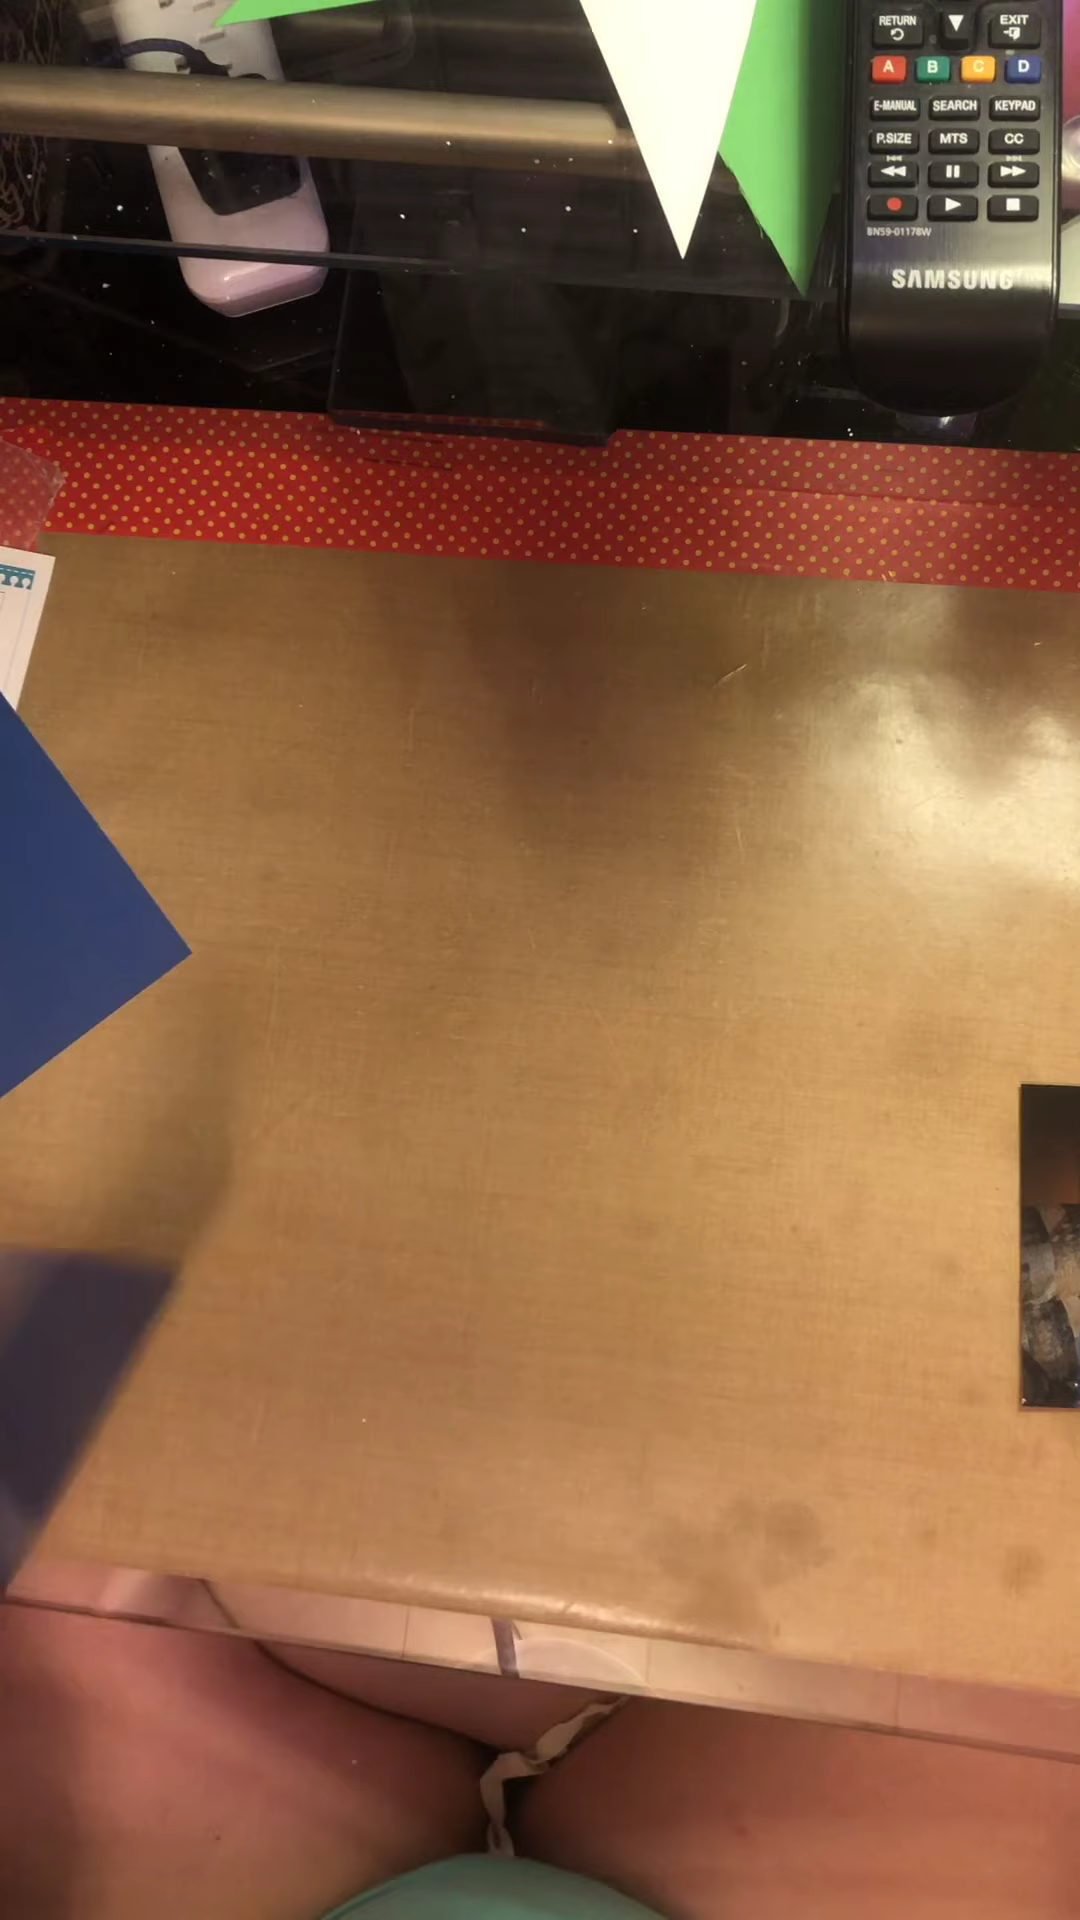 RETURN EXIT
A B C D
E-MANUAL SEARCH KEYPAD
P.SIZE MTS CC
BN59-01178W
SAMSUNG